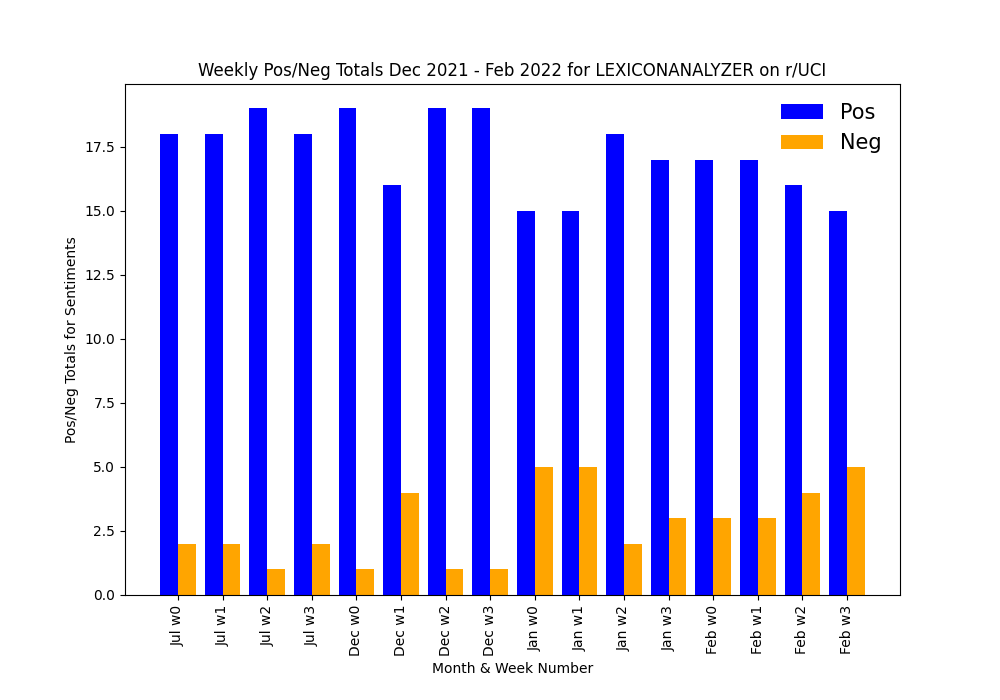 Weekly Pos/Neg Totals Dec 2021 - Feb 2022 for LEXICONANALYZER on r/UCI
Pos
Neg
Pos/Neg Totals for Sentiments
17.5
15.0
12.5
10.0
7.5
5.0
2.5
0.0
Jul w0
Jul w1
Jul w2
Jul w3
Dec w0
Dec w1
Dec w2
Dec w3
Jan w0
Jan w1
Jan w2
Jan w3
Feb w0
Feb w1
Feb w2
Feb w3
Month & Week Number